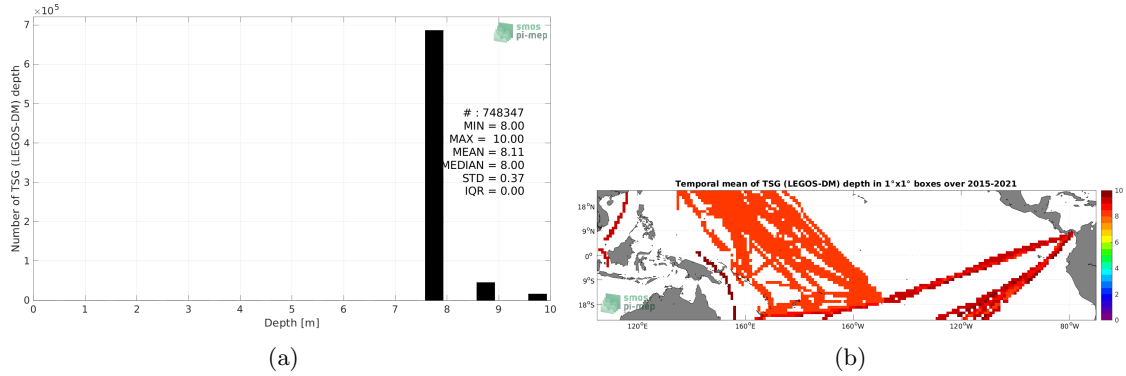 ×10⁵
7
6
5
4
3
2
1
0
Number of TSG (LEGOS-DM) depth
smos
pi-mep
# : 748347
MIN = 8.00
MAX = 10.00
MEAN = 8.11
MEDIAN = 8.00
STD = 0.37
IQR = 0.00
0 1 2 3 4 5 6 7 8 9 10
Depth [m]
(a)
Temporal mean of TSG (LEGOS-DM) depth in 1°x1° boxes over 2015-2021
18°N
9°N
0°
9°S
18°S
smos
pi-mep
120°E 160°E 160°W 120°W 80°W
10
8
6
4
2
0
(b)